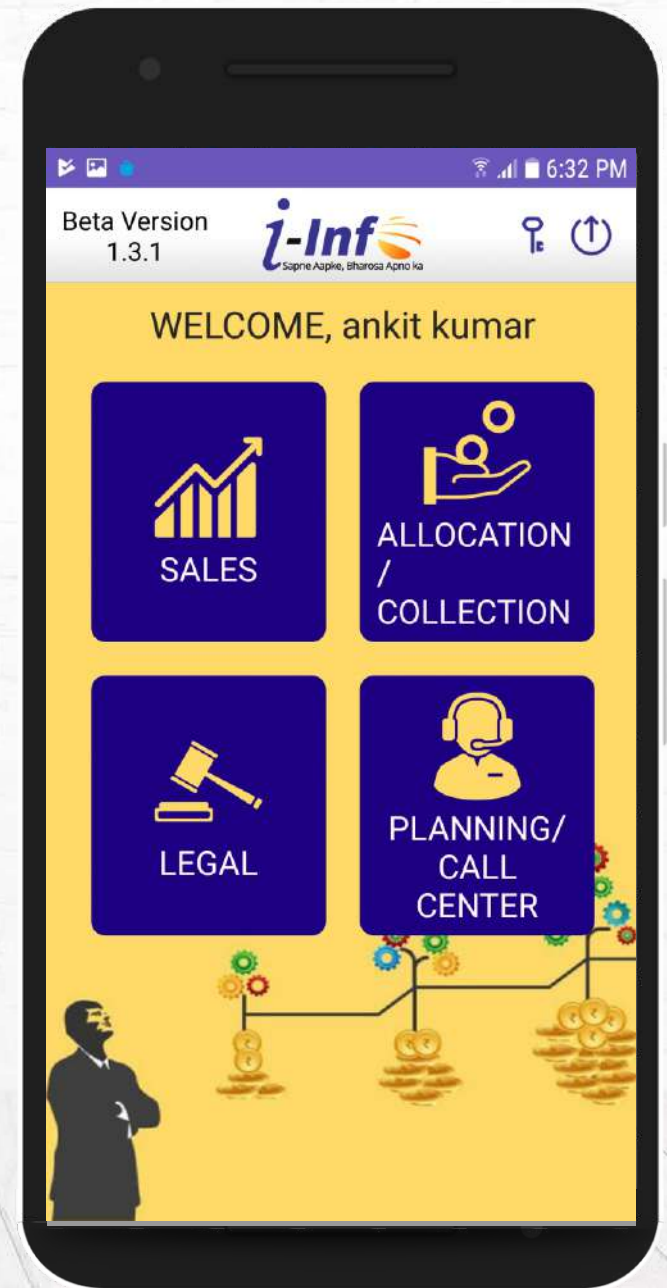 6:32 PM
Beta Version
1.3.1
i-Inf
Sapne Aapke, Bharosa Apno ka
WELCOME, ankit kumar
SALES
ALLOCATION
/
COLLECTION
LEGAL
PLANNING/
CALL
CENTER